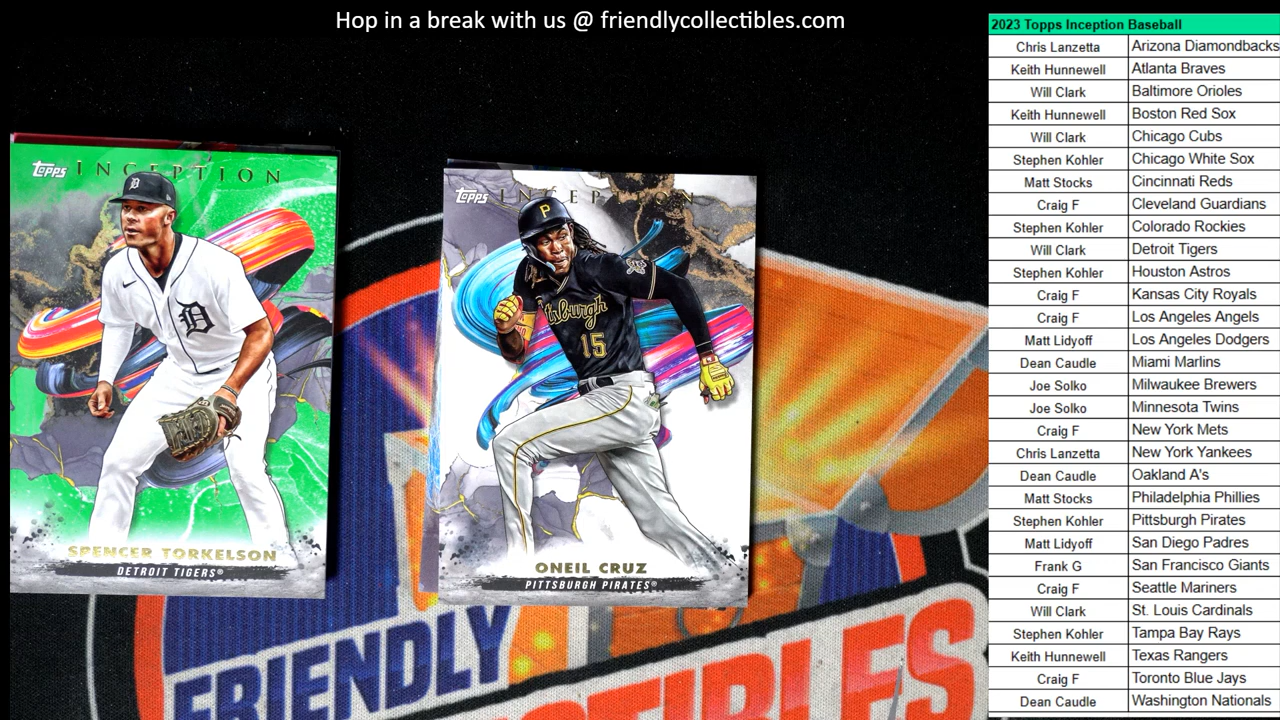 Hop in a break with us @ friendlycollectibles.com
2023 Topps Inception Baseball
Chris Lanzetta Arizona Diamondbacks
Keith Hunnewell Atlanta Braves
Will Clark Baltimore Orioles
Keith Hunnewell Boston Red Sox
Will Clark Chicago Cubs
Stephen Kohler Chicago White Sox
Matt Stocks Cincinnati Reds
Craig F Cleveland Guardians
Stephen Kohler Colorado Rockies
Will Clark Detroit Tigers
Stephen Kohler Houston Astros
Craig F Kansas City Royals
Craig F Los Angeles Angels
Matt Lidyoff Los Angeles Dodgers
Dean Caudle Miami Marlins
Joe Solko Milwaukee Brewers
Joe Solko Minnesota Twins
Craig F New York Mets
Chris Lanzetta New York Yankees
Dean Caudle Oakland A's
Matt Stocks Philadelphia Phillies
Stephen Kohler Pittsburgh Pirates
Matt Lidyoff San Diego Padres
Frank G San Francisco Giants
Craig F Seattle Mariners
Will Clark St. Louis Cardinals
Stephen Kohler Tampa Bay Rays
Keith Hunnewell Texas Rangers
Craig F Toronto Blue Jays
Dean Caudle Washington Nationals
Topps INCEPTION
D
D
SPENCER TORKELSON
DETROIT TIGERS®
Topps INCEPTION
P
15
ONEIL CRUZ
PITTSBURGH PIRATES®
FRIENDLY